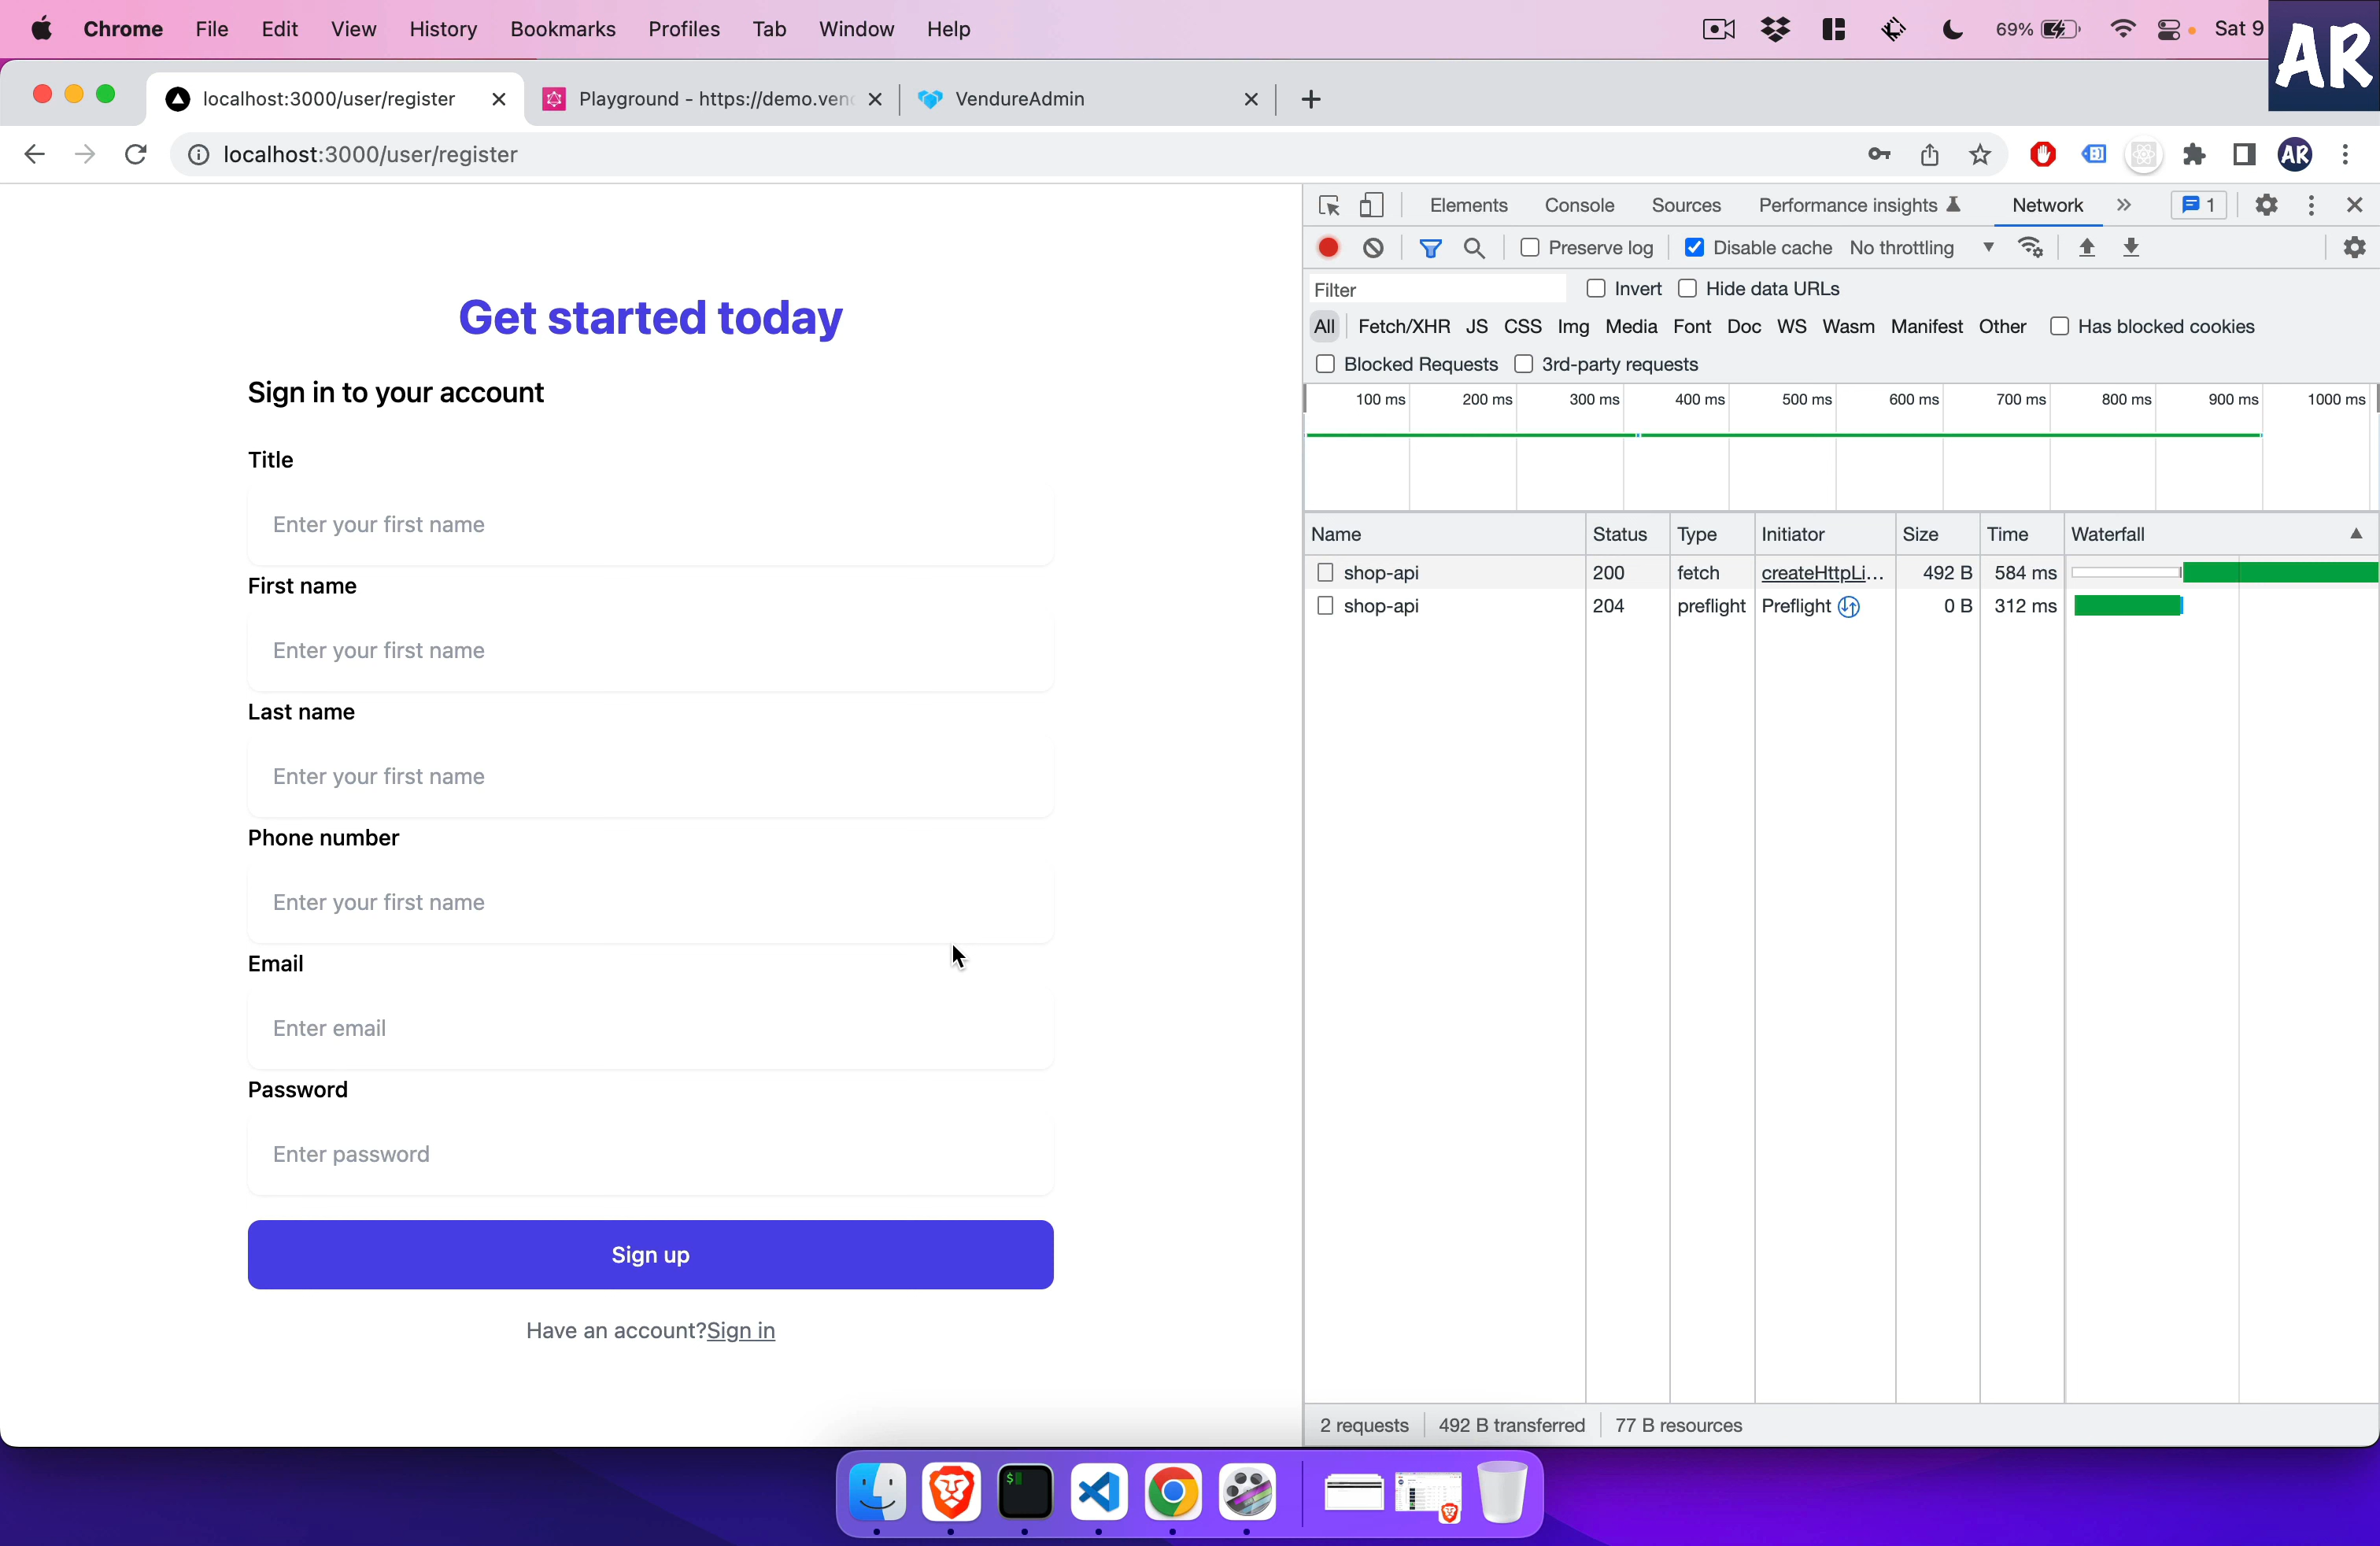 Chrome File Edit View History Bookmarks Profiles Tab Window Help 69% Sat 9
AR
localhost:3000/user/register Playground - https://demo.venc VendureAdmin
localhost:3000/user/register AR
Elements Console Sources Performance insights Network 1
Preserve log Disable cache No throttling
Filter Invert Hide data URLs
All Fetch/XHR JS CSS Img Media Font Doc WS Wasm Manifest Other Has blocked cookies
Blocked Requests 3rd-party requests
100 ms 200 ms 300 ms 400 ms 500 ms 600 ms 700 ms 800 ms 900 ms 1000 ms
Name Status Type Initiator Size Time Waterfall
shop-api 200 fetch createHttpLi... 492 B 584 ms
shop-api 204 preflight Preflight 0 B 312 ms
2 requests 492 B transferred 77 B resources
Get started today
Sign in to your account
Title
Enter your first name
First name
Enter your first name
Last name
Enter your first name
Phone number
Enter your first name
Email
Enter email
Password
Enter password
Sign up
Have an account?Sign in
$